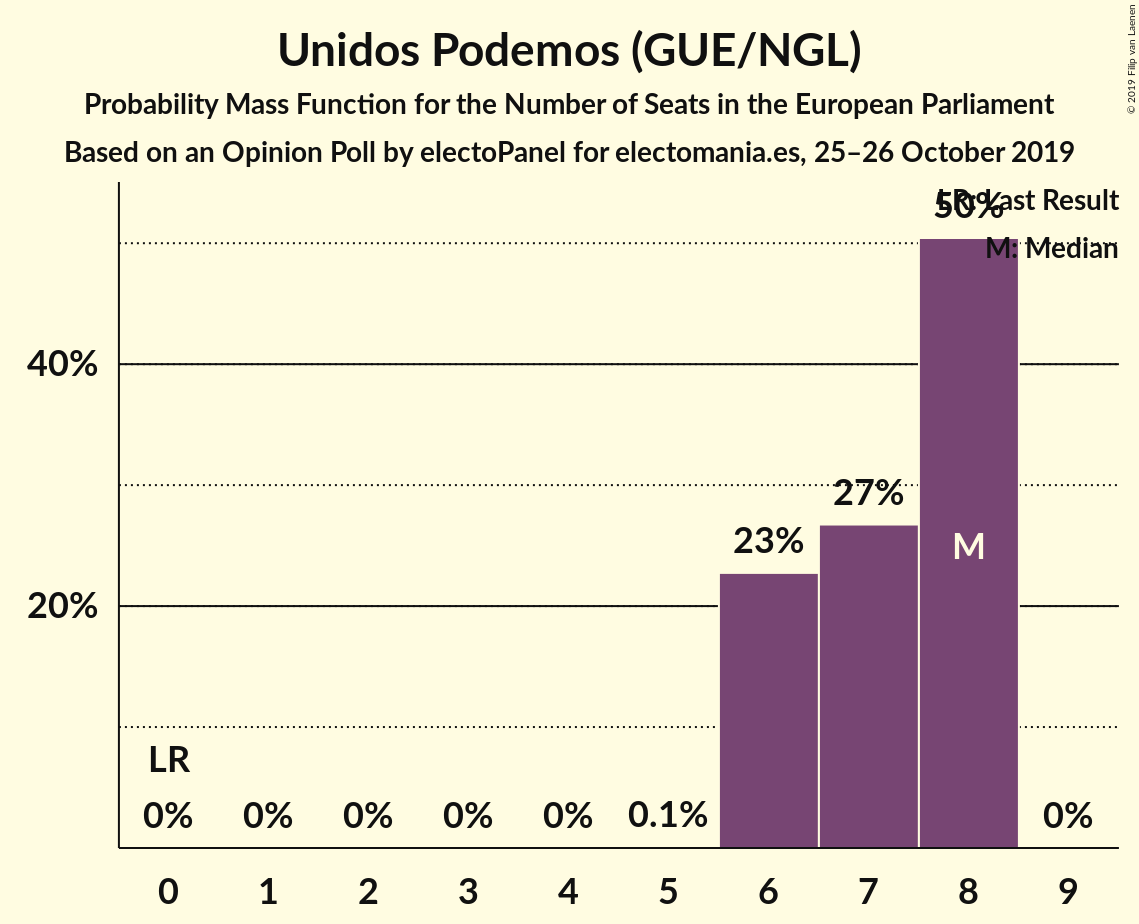 Unidos Podemos (GUE/NGL)
Probability Mass Function for the Number of Seats in the European Parliament
Based on an Opinion Poll by electoPanel for electomania.es, 25–26 October 2019
© 2019 Filip van Laenen
LR: Last Result
M: Median
50%
40%
27%
23%
M
20%
LR
0% 0% 0% 0% 0% 0.1% 0%
0 1 2 3 4 5 6 7 8 9